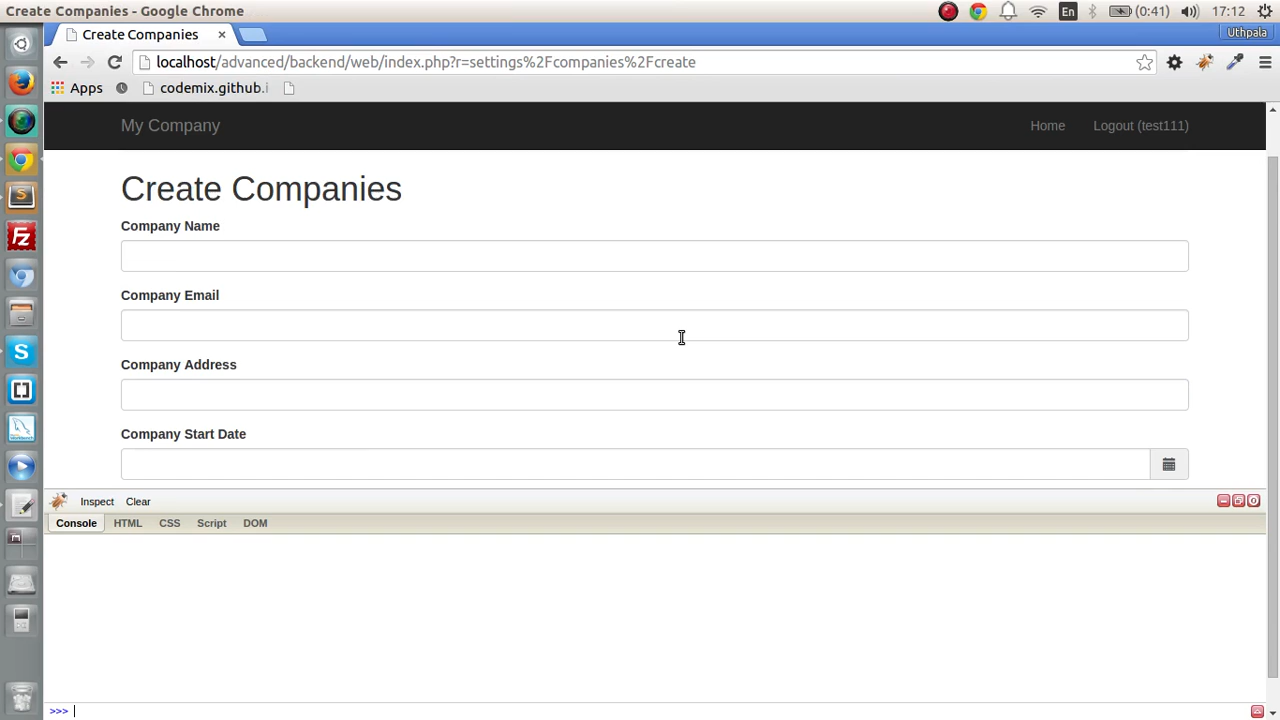 Create Companies - Google Chrome
En
(0:41)
17:12
Create Companies
×
Uthpala
localhost/advanced/backend/web/index.php?r=settings%2Fcompanies%2Fcreate
Apps
codemix.github.i
My Company
Home
Logout (test111)
Create Companies
Company Name
Company Email
Company Address
Company Start Date
Inspect
Clear
Console
HTML
CSS
Script
DOM
>>>